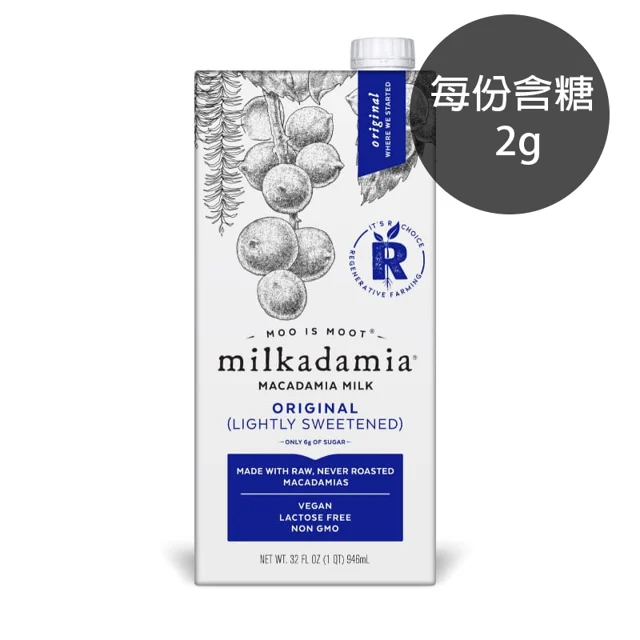 每份含糖
2g
original
WHERE WE STARTED
IT'S R CHOICE
R
REGENERATIVE FARMING
MOO IS MOOT®
milkadamia®
MACADAMIA MILK
ORIGINAL
(LIGHTLY SWEETENED)
ONLY 6g OF SUGAR
MADE WITH RAW, NEVER ROASTED
MACADAMIAS
VEGAN
LACTOSE FREE
NON GMO
NET WT. 32 FL OZ (1 QT) 946mL